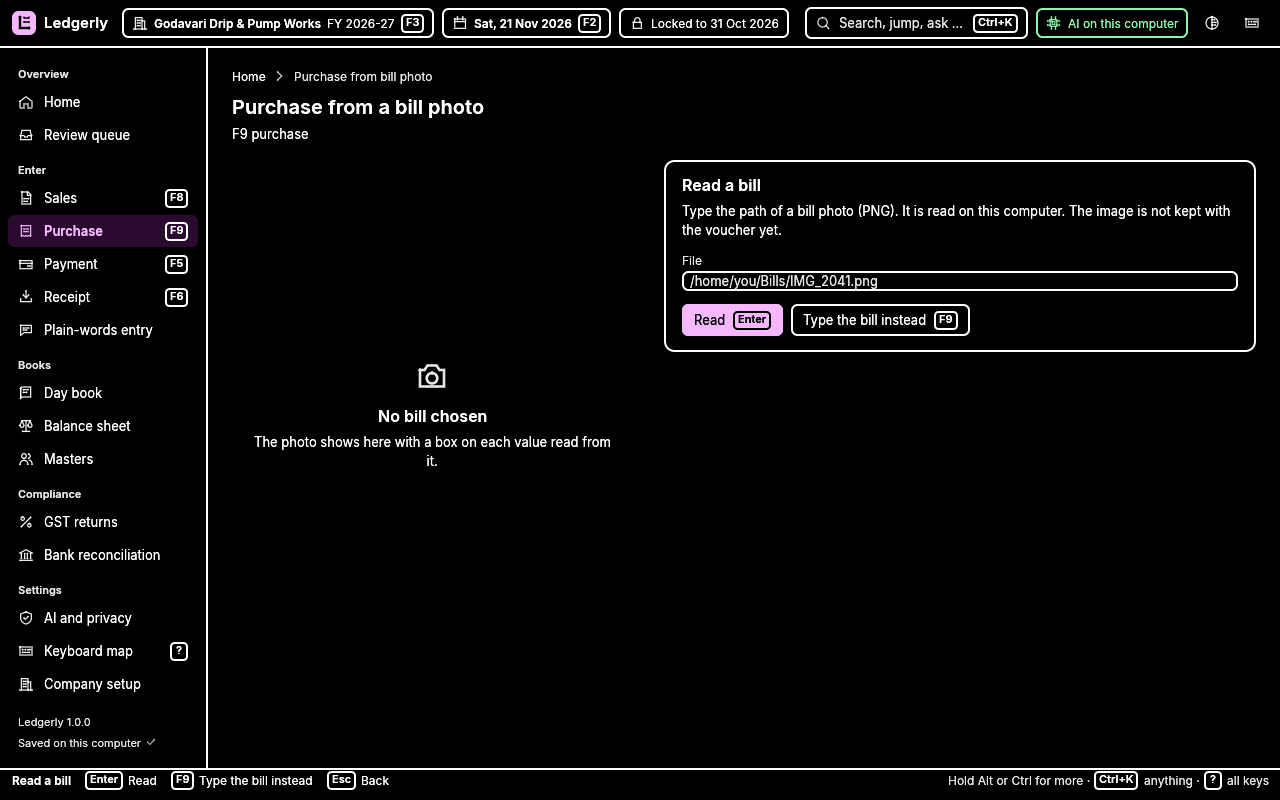 Ledgerly
Godavari Drip & Pump Works FY 2026-27 F3
Sat, 21 Nov 2026 F2
Locked to 31 Oct 2026
Search, jump, ask ... Ctrl+K
AI on this computer
Overview
Home
Review queue
Enter
Sales F8
Purchase F9
Payment F5
Receipt F6
Plain-words entry
Books
Day book
Balance sheet
Masters
Compliance
GST returns
Bank reconciliation
Settings
AI and privacy
Keyboard map ?
Company setup
Ledgerly 1.0.0
Saved on this computer
Home Purchase from bill photo
Purchase from a bill photo
F9 purchase
No bill chosen
The photo shows here with a box on each value read from
it.
Read a bill
Type the path of a bill photo (PNG). It is read on this computer. The image is not kept with
the voucher yet.
File
/home/you/Bills/IMG_2041.png
Read Enter
Type the bill instead F9
Read a bill Enter Read F9 Type the bill instead Esc Back
Hold Alt or Ctrl for more · Ctrl+K anything · ? all keys